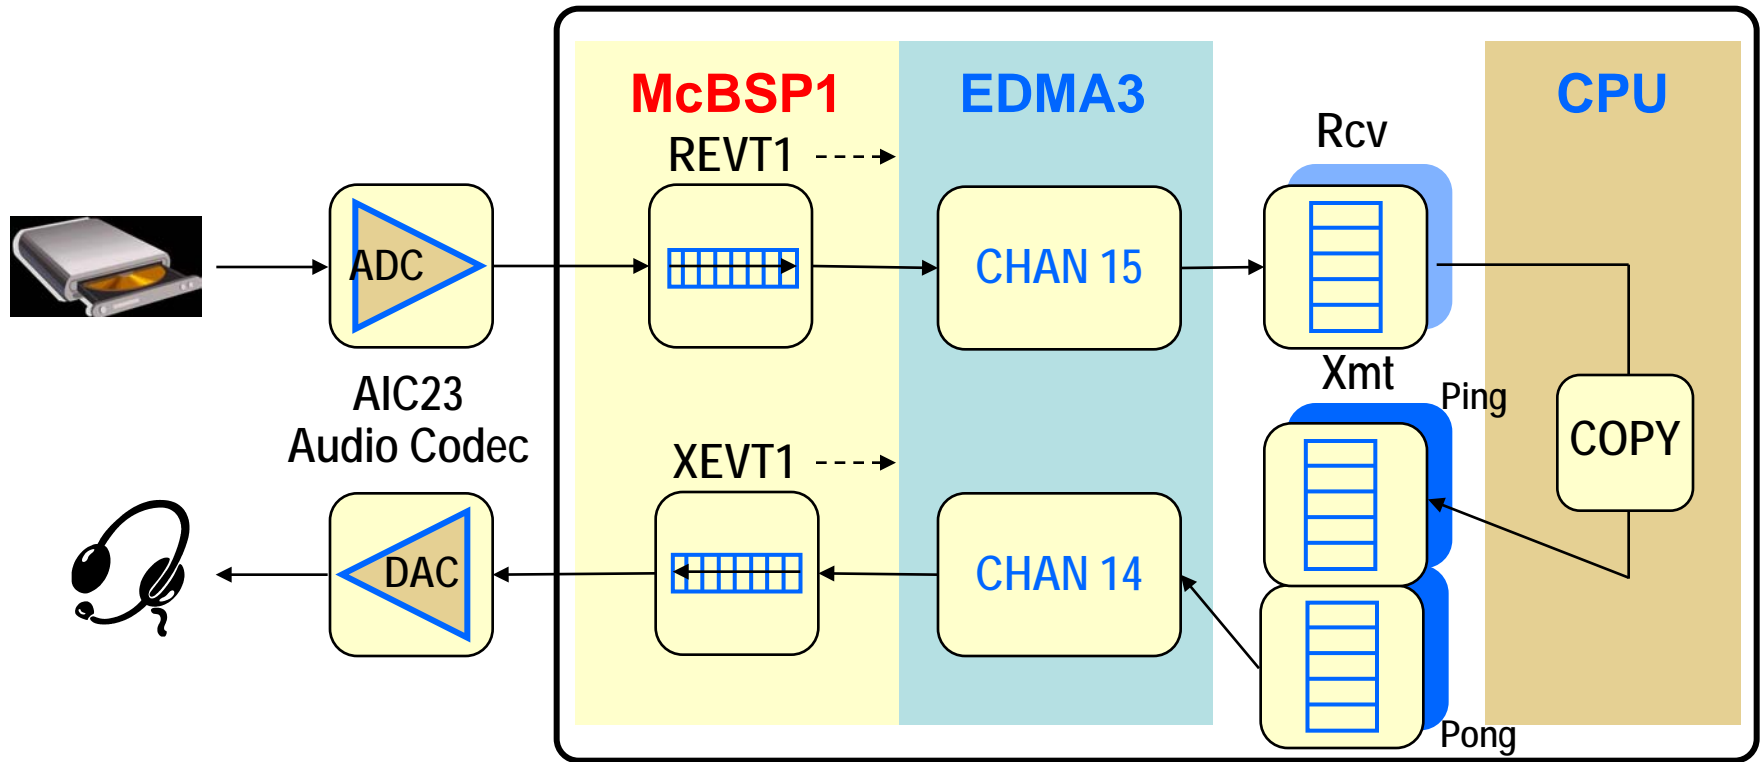 McBSP1
EDMA3
CPU
REVT1
Rcv
ADC
CHAN 15
AIC23
Audio Codec
Xmt
Ping
COPY
XEVT1
DAC
CHAN 14
Pong